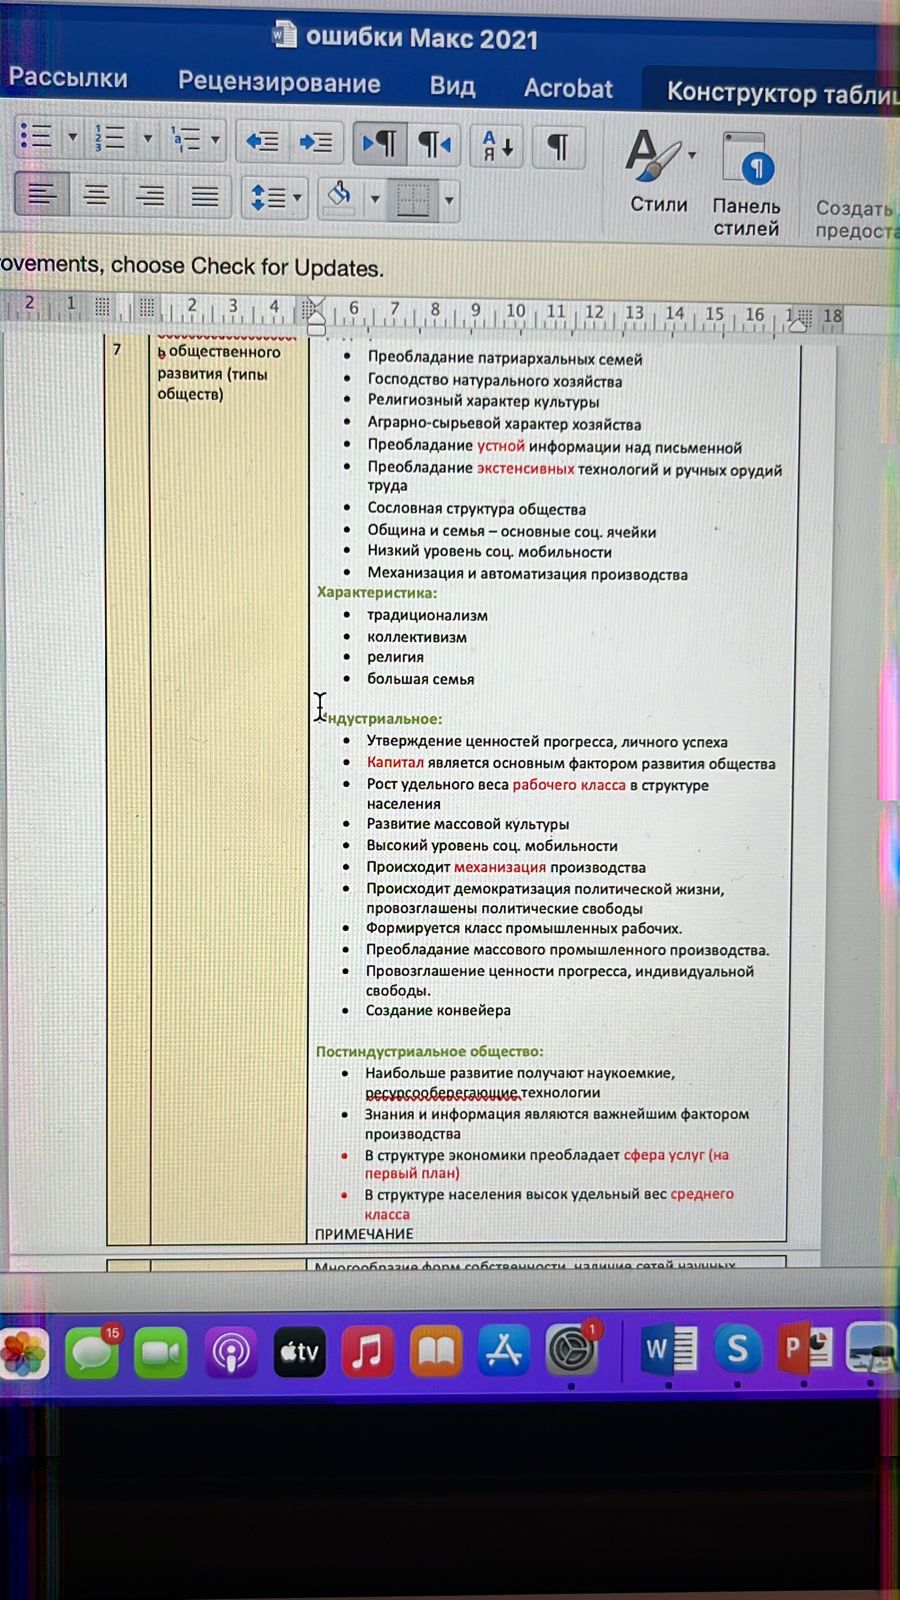 ошибки Макс 2021
Рассылки Рецензирование Вид Acrobat Конструктор таблиц
А
Я
Стили
Панель
стилей
Создать
предоста
ovements, choose Check for Updates.
2 1 2 3 4 6 7 8 9 10 11 12 13 14 15 16 18
7
ь общественного
развития (типы
обществ)
• Преобладание патриархальных семей
• Господство натурального хозяйства
• Религиозный характер культуры
• Аграрно-сырьевой характер хозяйства
• Преобладание устной информации над письменной
• Преобладание экстенсивных технологий и ручных орудий
труда
• Сословная структура общества
• Община и семья – основные соц. ячейки
• Низкий уровень соц. мобильности
• Механизация и автоматизация производства
Характеристика:
• традиционализм
• коллективизм
• религия
• большая семья
ндустриальное:
• Утверждение ценностей прогресса, личного успеха
• Капитал является основным фактором развития общества
• Рост удельного веса рабочего класса в структуре
населения
• Развитие массовой культуры
• Высокий уровень соц. мобильности
• Происходит механизация производства
• Происходит демократизация политической жизни,
провозглашены политические свободы
• Формируется класс промышленных рабочих.
• Преобладание массового промышленного производства.
• Провозглашение ценности прогресса, индивидуальной
свободы.
• Создание конвейера
Постиндустриальное общество:
• Наибольше развитие получают наукоемкие,
ресурсооберегающие технологии
• Знания и информация являются важнейшим фактором
производства
• В структуре экономики преобладает сфера услуг (на
первый план)
• В структуре населения высок удельный вес среднего
класса
ПРИМЕЧАНИЕ
Многообразие форм собственности, наличие сетей научных
15 tv 1 W S P